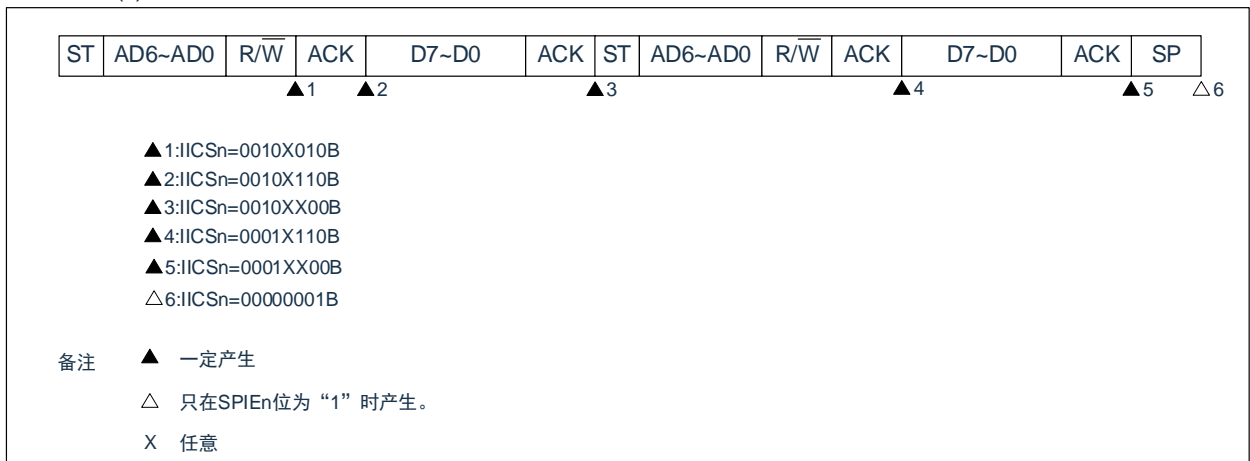 ST AD6~AD0 R/W ACK D7~D0 ACK ST AD6~AD0 R/W ACK D7~D0 ACK SP
▲1 ▲2 ▲3 ▲4 ▲5 △6
▲1:IICSn=0010X010B
▲2:IICSn=0010X110B
▲3:IICSn=0010XX00B
▲4:IICSn=0001X110B
▲5:IICSn=0001XX00B
△6:IICSn=00000001B
备注 ▲ 一定产生
△ 只在SPIEn位为“1”时产生。
X 任意